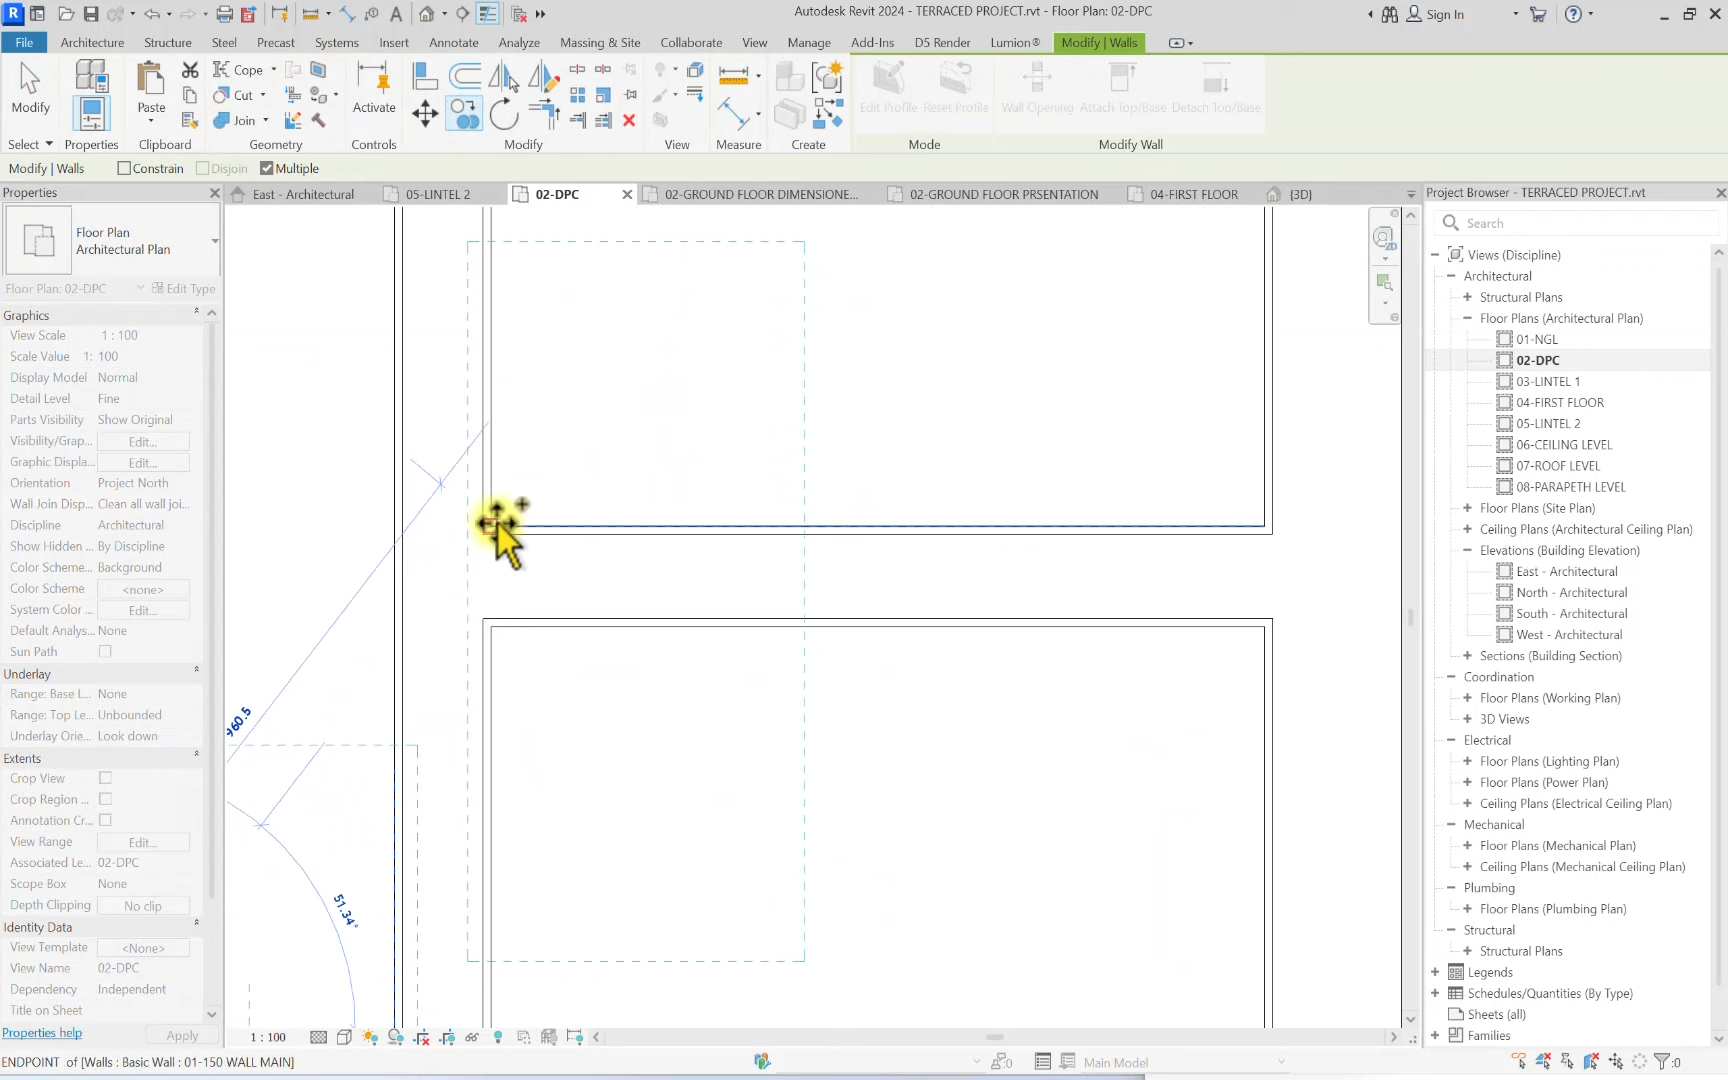 Autodesk Revit 2024 - TERRACED PROJECT.rvt - Floor Plan: 02-DPC
Sign In
File Architecture Structure Steel Precast Systems Insert Annotate Analyze Massing & Site Collaborate View Manage Add-Ins D5 Render Lumion® Modify | Walls
Modify
Paste
Cope
Cut
Join
Activate
Edit Profile Reset Profile Wall Opening Attach Top/Base Detach Top/Base
Select Properties Clipboard Geometry Controls Modify View Measure Create Mode Modify Wall
Modify | Walls Constrain Disjoin Multiple
Properties
East - Architectural 05-LINTEL 2 02-DPC 02-GROUND FLOOR DIMENSIONE... 02-GROUND FLOOR PRSENTATION 04-FIRST FLOOR {3D}
Floor Plan
Architectural Plan
Floor Plan: 02-DPC Edit Type
Graphics
View Scale 1 : 100
Scale Value 1: 100
Display Model Normal
Detail Level Fine
Parts Visibility Show Original
Visibility/Grap... Edit...
Graphic Displa... Edit...
Orientation Project North
Wall Join Disp... Clean all wall joi...
Discipline Architectural
Show Hidden ... By Discipline
Color Scheme... Background
Color Scheme <none>
System Color ... Edit...
Default Analys... None
Sun Path
Underlay
Range: Base L... None
Range: Top Le... Unbounded
Underlay Orie... Look down
Extents
Crop View
Crop Region ...
Annotation Cr...
View Range Edit...
Associated Le... 02-DPC
Scope Box None
Depth Clipping No clip
Identity Data
View Template <None>
View Name 02-DPC
Dependency Independent
Title on Sheet
Properties help Apply
960.5
51.34°
1 : 100
Project Browser - TERRACED PROJECT.rvt
Search
Views (Discipline)
Architectural
Structural Plans
Floor Plans (Architectural Plan)
01-NGL
02-DPC
03-LINTEL 1
04-FIRST FLOOR
05-LINTEL 2
06-CEILING LEVEL
07-ROOF LEVEL
08-PARAPETH LEVEL
Floor Plans (Site Plan)
Ceiling Plans (Architectural Ceiling Plan)
Elevations (Building Elevation)
East - Architectural
North - Architectural
South - Architectural
West - Architectural
Sections (Building Section)
Coordination
Floor Plans (Working Plan)
3D Views
Electrical
Floor Plans (Lighting Plan)
Floor Plans (Power Plan)
Ceiling Plans (Electrical Ceiling Plan)
Mechanical
Floor Plans (Mechanical Plan)
Ceiling Plans (Mechanical Ceiling Plan)
Plumbing
Floor Plans (Plumbing Plan)
Structural
Structural Plans
Legends
Schedules/Quantities (By Type)
Sheets (all)
Families
ENDPOINT of [Walls : Basic Wall : 01-150 WALL MAIN]
:0
Main Model
:0